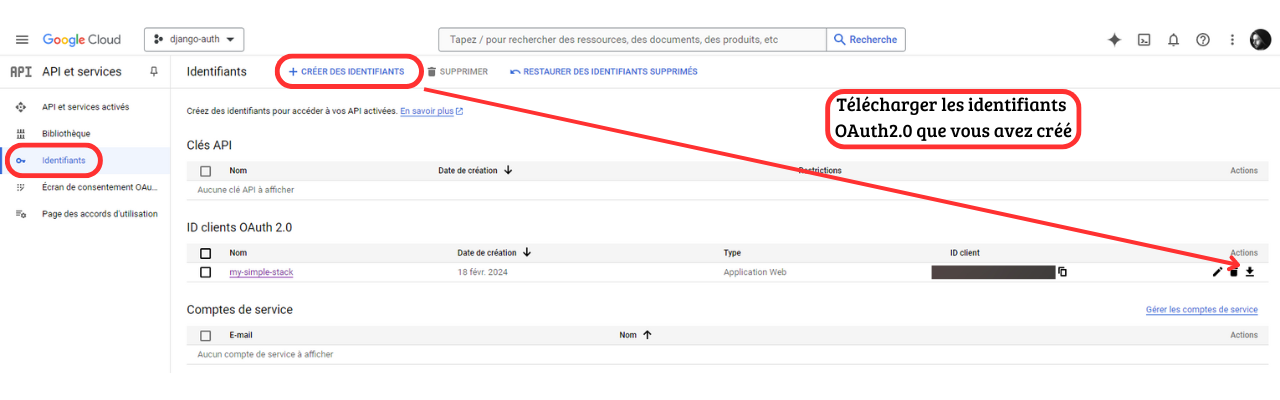 Google Cloud django-auth Tapez / pour rechercher des ressources, des documents, des produits, etc Recherche
API API et services Identifiants + CRÉER DES IDENTIFIANTS SUPPRIMER RESTAURER DES IDENTIFIANTS SUPPRIMÉS
API et services activés
Bibliothèque
Identifiants
Écran de consentement OAu...
Page des accords d'utilisation
Créez des identifiants pour accéder à vos API activées. En savoir plus
Télécharger les identifiants
OAuth2.0 que vous avez créé
Clés API
Nom Date de création Restrictions Actions
Aucune clé API à afficher
ID clients OAuth 2.0
Nom Date de création Type ID client Actions
my-simple-stack 18 févr. 2024 Application Web
Comptes de service Gérer les comptes de service
E-mail Nom Actions
Aucun compte de service à afficher